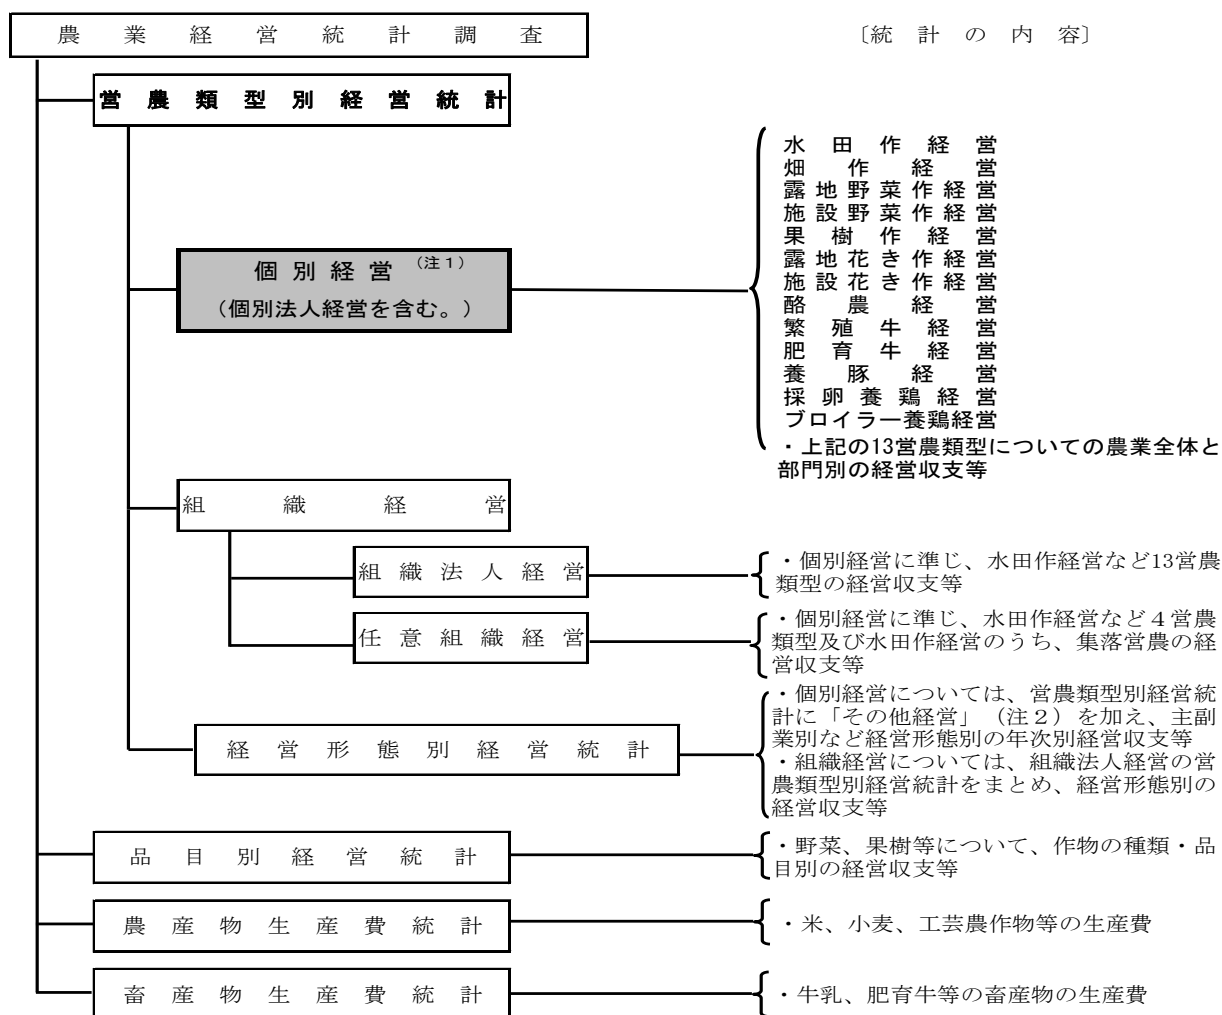 農業経営統計調査
〔統計の内容〕
営農類型別経営統計
個別経営（注１）
（個別法人経営を含む。）
水田作経営
畑作経営
露地野菜作経営
施設野菜作経営
果樹作経営
露地花き作経営
施設花き作経営
酪農経営
繁殖牛経営
肥育牛経営
養豚経営
採卵養鶏経営
ブロイラー養鶏経営
・上記の13営農類型についての農業全体と
部門別の経営収支等
組織経営
組織法人経営
・個別経営に準じ、水田作経営など13営農
類型の経営収支等
任意組織経営
・個別経営に準じ、水田作経営など４営農
類型及び水田作経営のうち、集落営農の経
営収支等
経営形態別経営統計
・個別経営については、営農類型別経営統
計に「その他経営」（注２）を加え、主副
業別など経営形態別の年次別経営収支等
・組織経営については、組織法人経営の営
農類型別経営統計をまとめ、経営形態別の
経営収支等
品目別経営統計
・野菜、果樹等について、作物の種類・品
目別の経営収支等
農産物生産費統計
・米、小麦、工芸農作物等の生産費
畜産物生産費統計
・牛乳、肥育牛等の畜産物の生産費